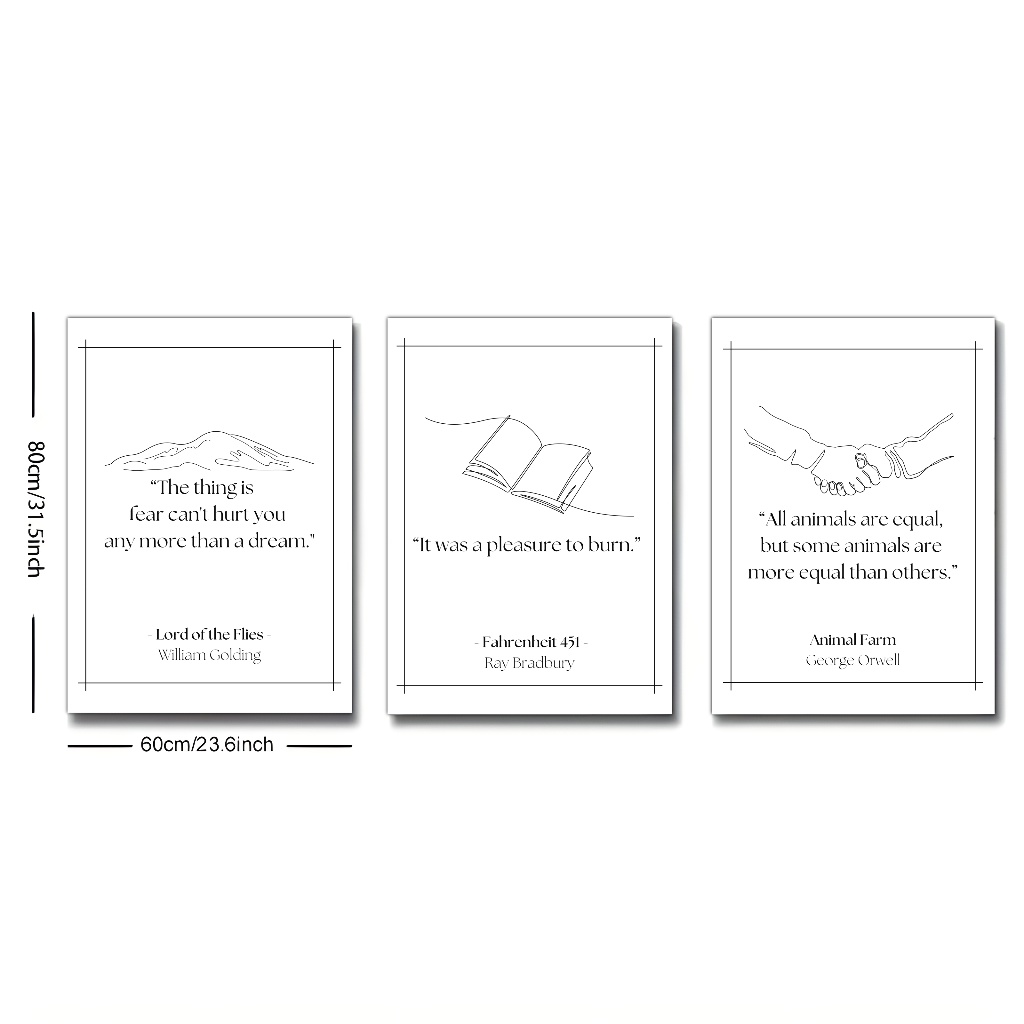 80cm/31.5inch
"The thing is
fear can't hurt you
any more than a dream."
- Lord of the Flies -
William Golding
60cm/23.6inch
“It was a pleasure to burn.”
- Fahrenheit 451 -
Ray Bradbury
“All animals are equal,
but some animals are
more equal than others.”
Animal Farm
George Orwell